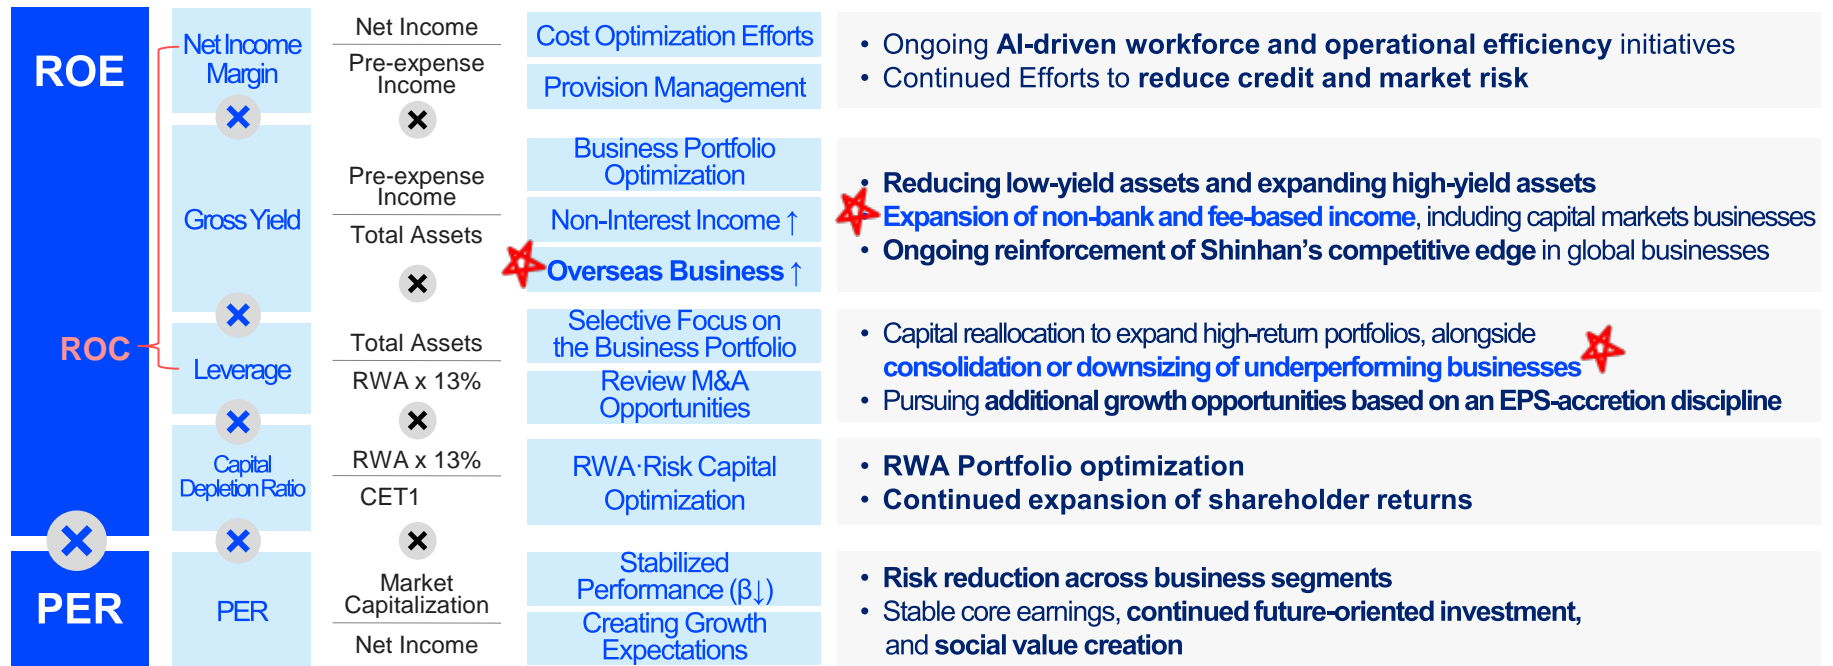 ROE
Net Income
Margin
Net Income
Pre-expense
Income
Cost Optimization Efforts
Provision Management
• Ongoing AI-driven workforce and operational efficiency initiatives
• Continued Efforts to reduce credit and market risk
Gross Yield
Pre-expense
Income
Total Assets
Business Portfolio
Optimization
Non-Interest Income ↑
Overseas Business ↑
• Reducing low-yield assets and expanding high-yield assets
• Expansion of non-bank and fee-based income, including capital markets businesses
• Ongoing reinforcement of Shinhan's competitive edge in global businesses
ROC
Leverage
Total Assets
RWA x 13%
Selective Focus on
the Business Portfolio
Review M&A
Opportunities
• Capital reallocation to expand high-return portfolios, alongside
consolidation or downsizing of underperforming businesses
• Pursuing additional growth opportunities based on an EPS-accretion discipline
Capital
Depletion Ratio
RWA x 13%
CET1
RWA·Risk Capital
Optimization
• RWA Portfolio optimization
• Continued expansion of shareholder returns
PER
PER
Market
Capitalization
Net Income
Stabilized
Performance (β↓)
Creating Growth
Expectations
• Risk reduction across business segments
• Stable core earnings, continued future-oriented investment,
and social value creation